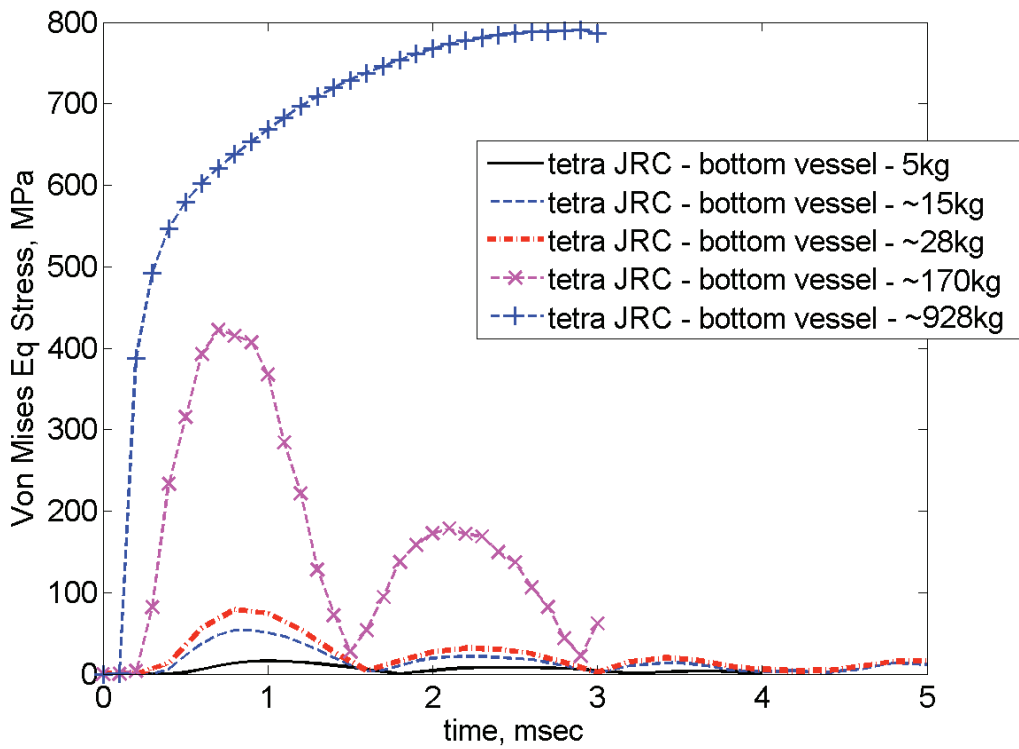 800
700
600
500
400
300
200
100
0
Von Mises Eq Stress, MPa
tetra JRC - bottom vessel - 5kg
tetra JRC - bottom vessel - ~15kg
tetra JRC - bottom vessel - ~28kg
tetra JRC - bottom vessel - ~170kg
tetra JRC - bottom vessel - ~928kg
0 1 2 3 4 5
time, msec